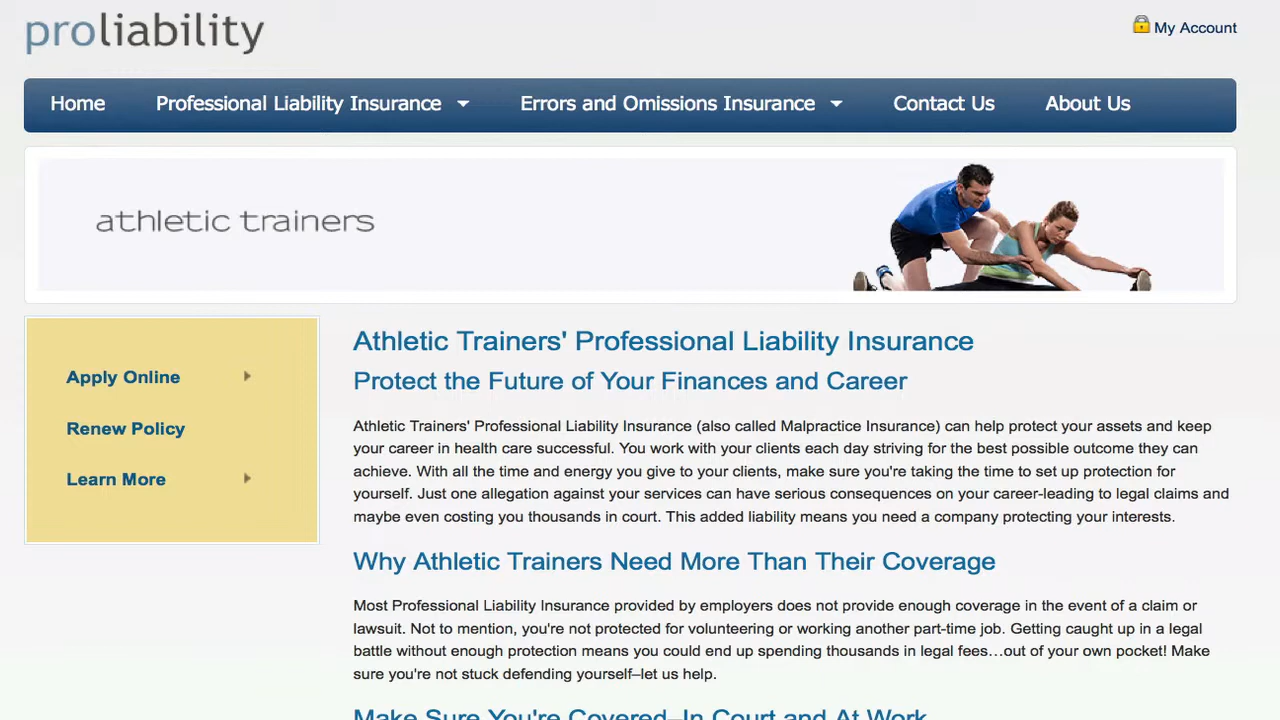 proliability
My Account
Home Professional Liability Insurance Errors and Omissions Insurance Contact Us About Us
athletic trainers
Apply Online
Renew Policy
Learn More
Athletic Trainers' Professional Liability Insurance
Protect the Future of Your Finances and Career
Athletic Trainers' Professional Liability Insurance (also called Malpractice Insurance) can help protect your assets and keep
your career in health care successful. You work with your clients each day striving for the best possible outcome they can
achieve. With all the time and energy you give to your clients, make sure you're taking the time to set up protection for
yourself. Just one allegation against your services can have serious consequences on your career-leading to legal claims and
maybe even costing you thousands in court. This added liability means you need a company protecting your interests.
Why Athletic Trainers Need More Than Their Coverage
Most Professional Liability Insurance provided by employers does not provide enough coverage in the event of a claim or
lawsuit. Not to mention, you're not protected for volunteering or working another part-time job. Getting caught up in a legal
battle without enough protection means you could end up spending thousands in legal fees…out of your own pocket! Make
sure you're not stuck defending yourself–let us help.
Make Sure You're Covered–In Court and At Work